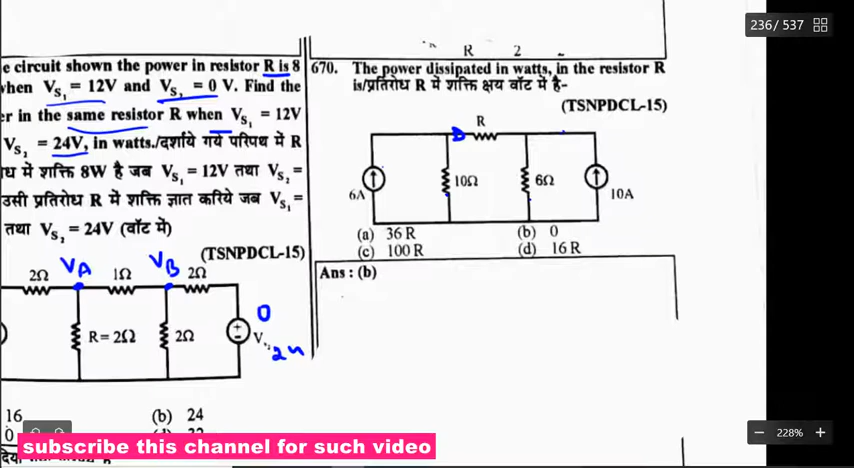 236 / 537
R 2
e circuit shown the power in resistor R is 8
when VS₁ = 12V and VS₂ = 0 V. Find the
er in the same resistor R when VS₁ = 12V
VS₂ = 24V, in watts./दर्शाये गये परिपथ में R
ध में शक्ति 8W है जब VS₁ = 12V तथा VS₂ =
उसी प्रतिरोध R में शक्ति ज्ञात करिये जब VS₁ =
तथा VS₂ = 24V (वॉट में)
(TSNPDCL-15)
VA VB
2Ω 1Ω 2Ω
0
R = 2Ω 2Ω V
24
16 (b) 24
0
670. The power dissipated in watts, in the resistor R
is/प्रतिरोध R में शक्ति क्षय वॉट में है-
(TSNPDCL-15)
R
6A 10Ω 6Ω 10A
(a) 36 R (b) 0
(c) 100 R (d) 16 R
Ans : (b)
228%
subscribe this channel for such video